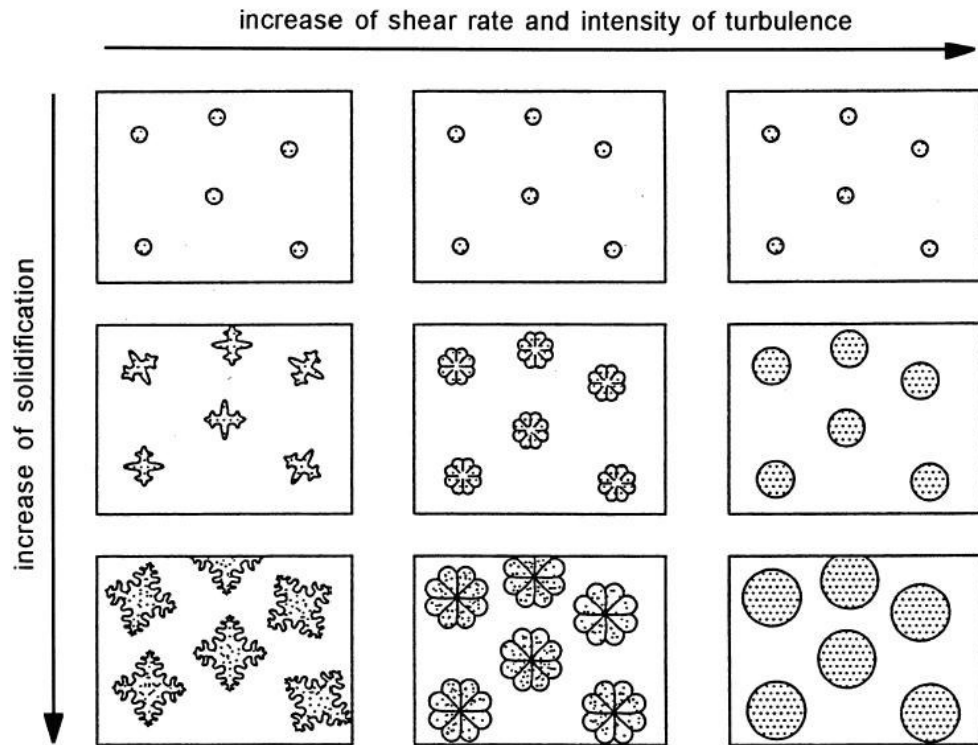 increase of shear rate and intensity of turbulence
increase of solidification